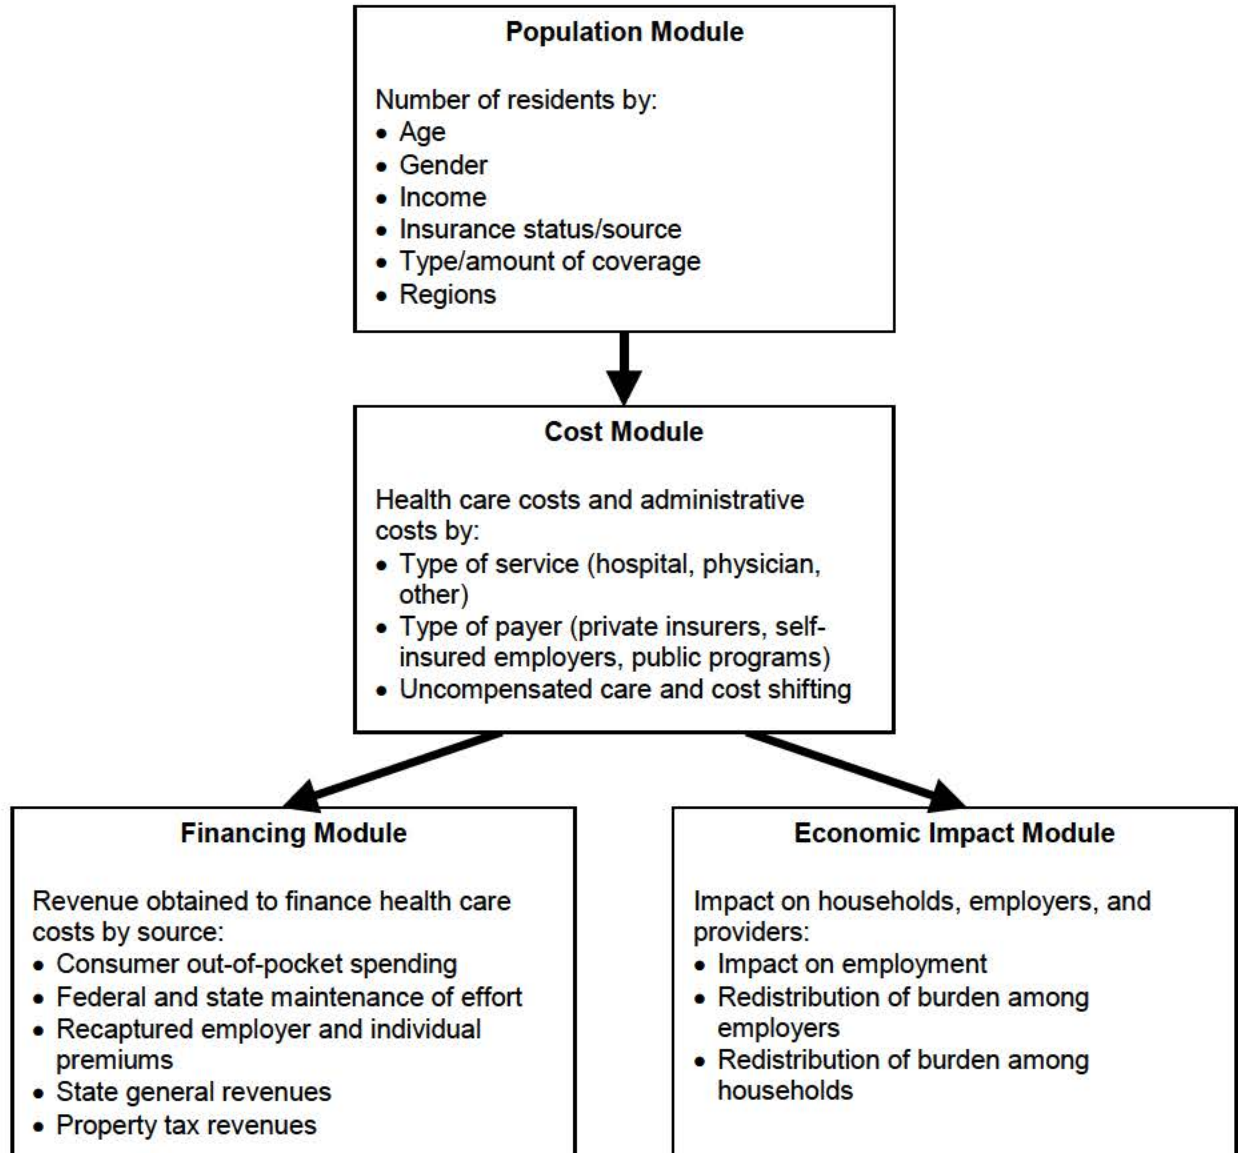 Population Module
Number of residents by:
• Age
• Gender
• Income
• Insurance status/source
• Type/amount of coverage
• Regions
Cost Module
Health care costs and administrative
costs by:
• Type of service (hospital, physician,
other)
• Type of payer (private insurers, self-
insured employers, public programs)
• Uncompensated care and cost shifting
Financing Module
Revenue obtained to finance health care
costs by source:
• Consumer out-of-pocket spending
• Federal and state maintenance of effort
• Recaptured employer and individual
premiums
• State general revenues
• Property tax revenues
Economic Impact Module
Impact on households, employers, and
providers:
• Impact on employment
• Redistribution of burden among
employers
• Redistribution of burden among
households